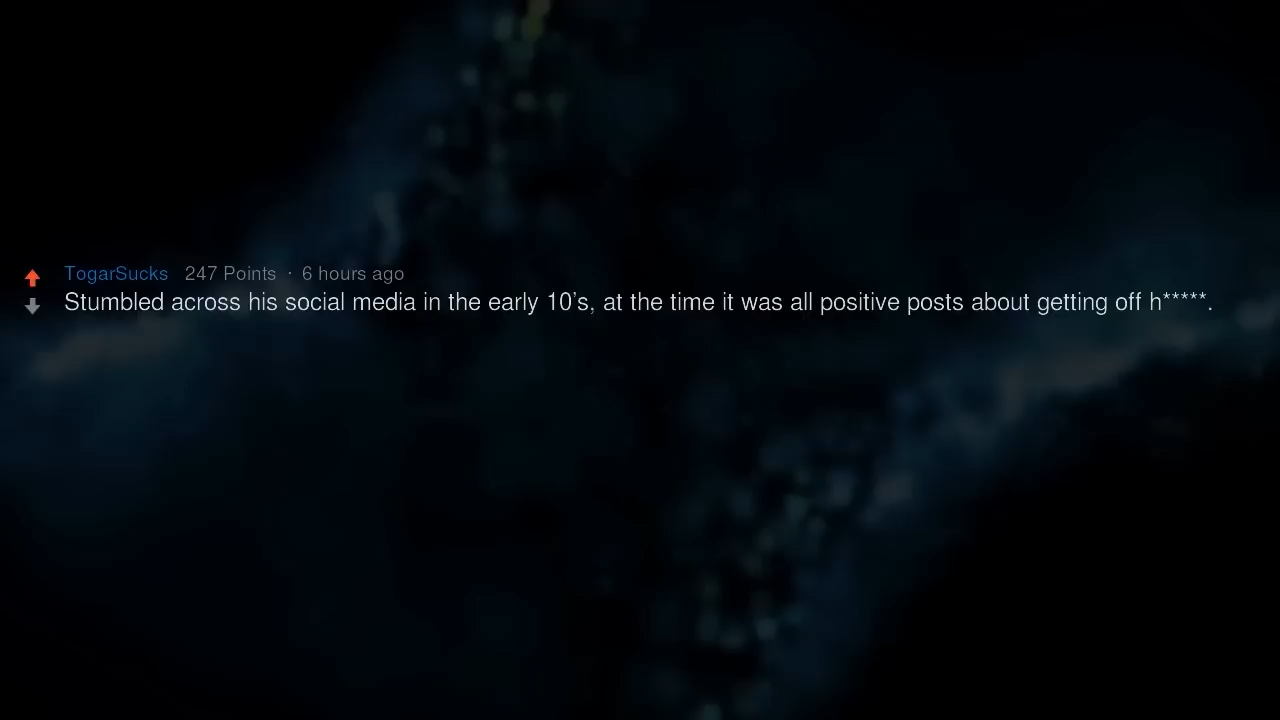 TogarSucks 247 Points · 6 hours ago
Stumbled across his social media in the early 10's, at the time it was all positive posts about getting off h*****.